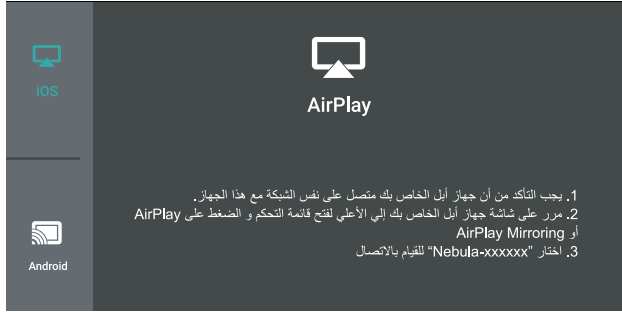 iOS
Android
AirPlay
1. يجب التأكد من أن جهاز أبل الخاص بك متصل على نفس الشبكة مع هذا الجهاز.
2. مرر على شاشة جهاز أبل الخاص بك إلي الأعلي لفتح قائمة التحكم و الضغط على AirPlay
أو AirPlay Mirroring
3. اختار "Nebula-xxxxxx" للقيام بالاتصال